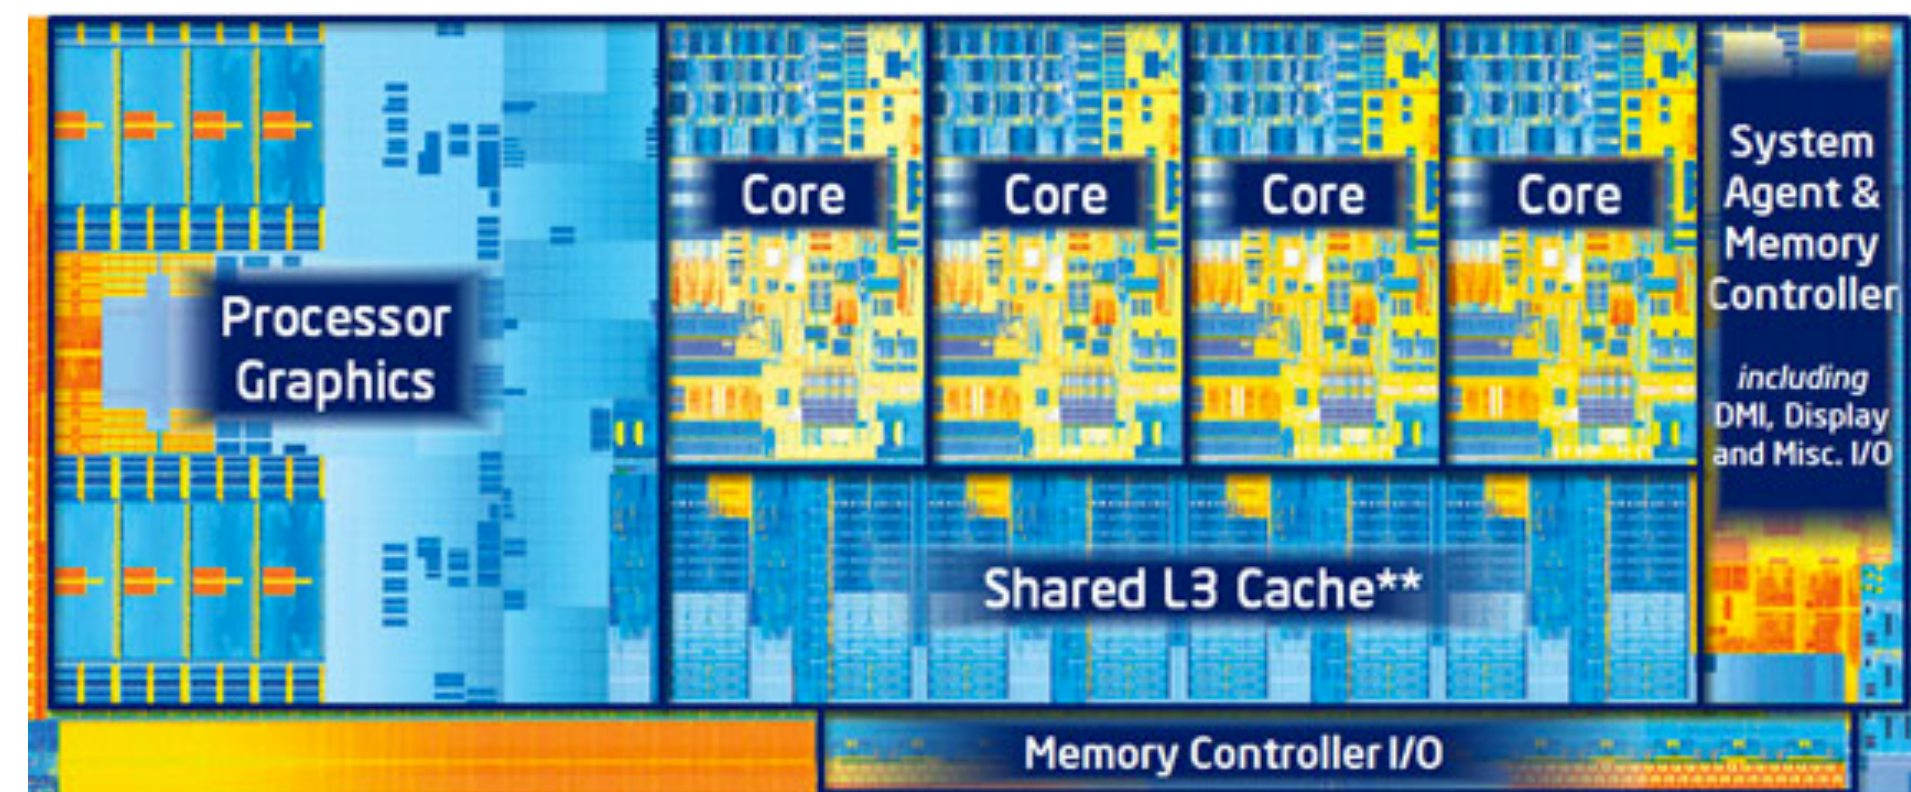 Processor
Graphics
Core
Core
Core
Core
System
Agent &
Memory
Controller
including
DMI, Display
and Misc. I/O
Shared L3 Cache**
Memory Controller I/O